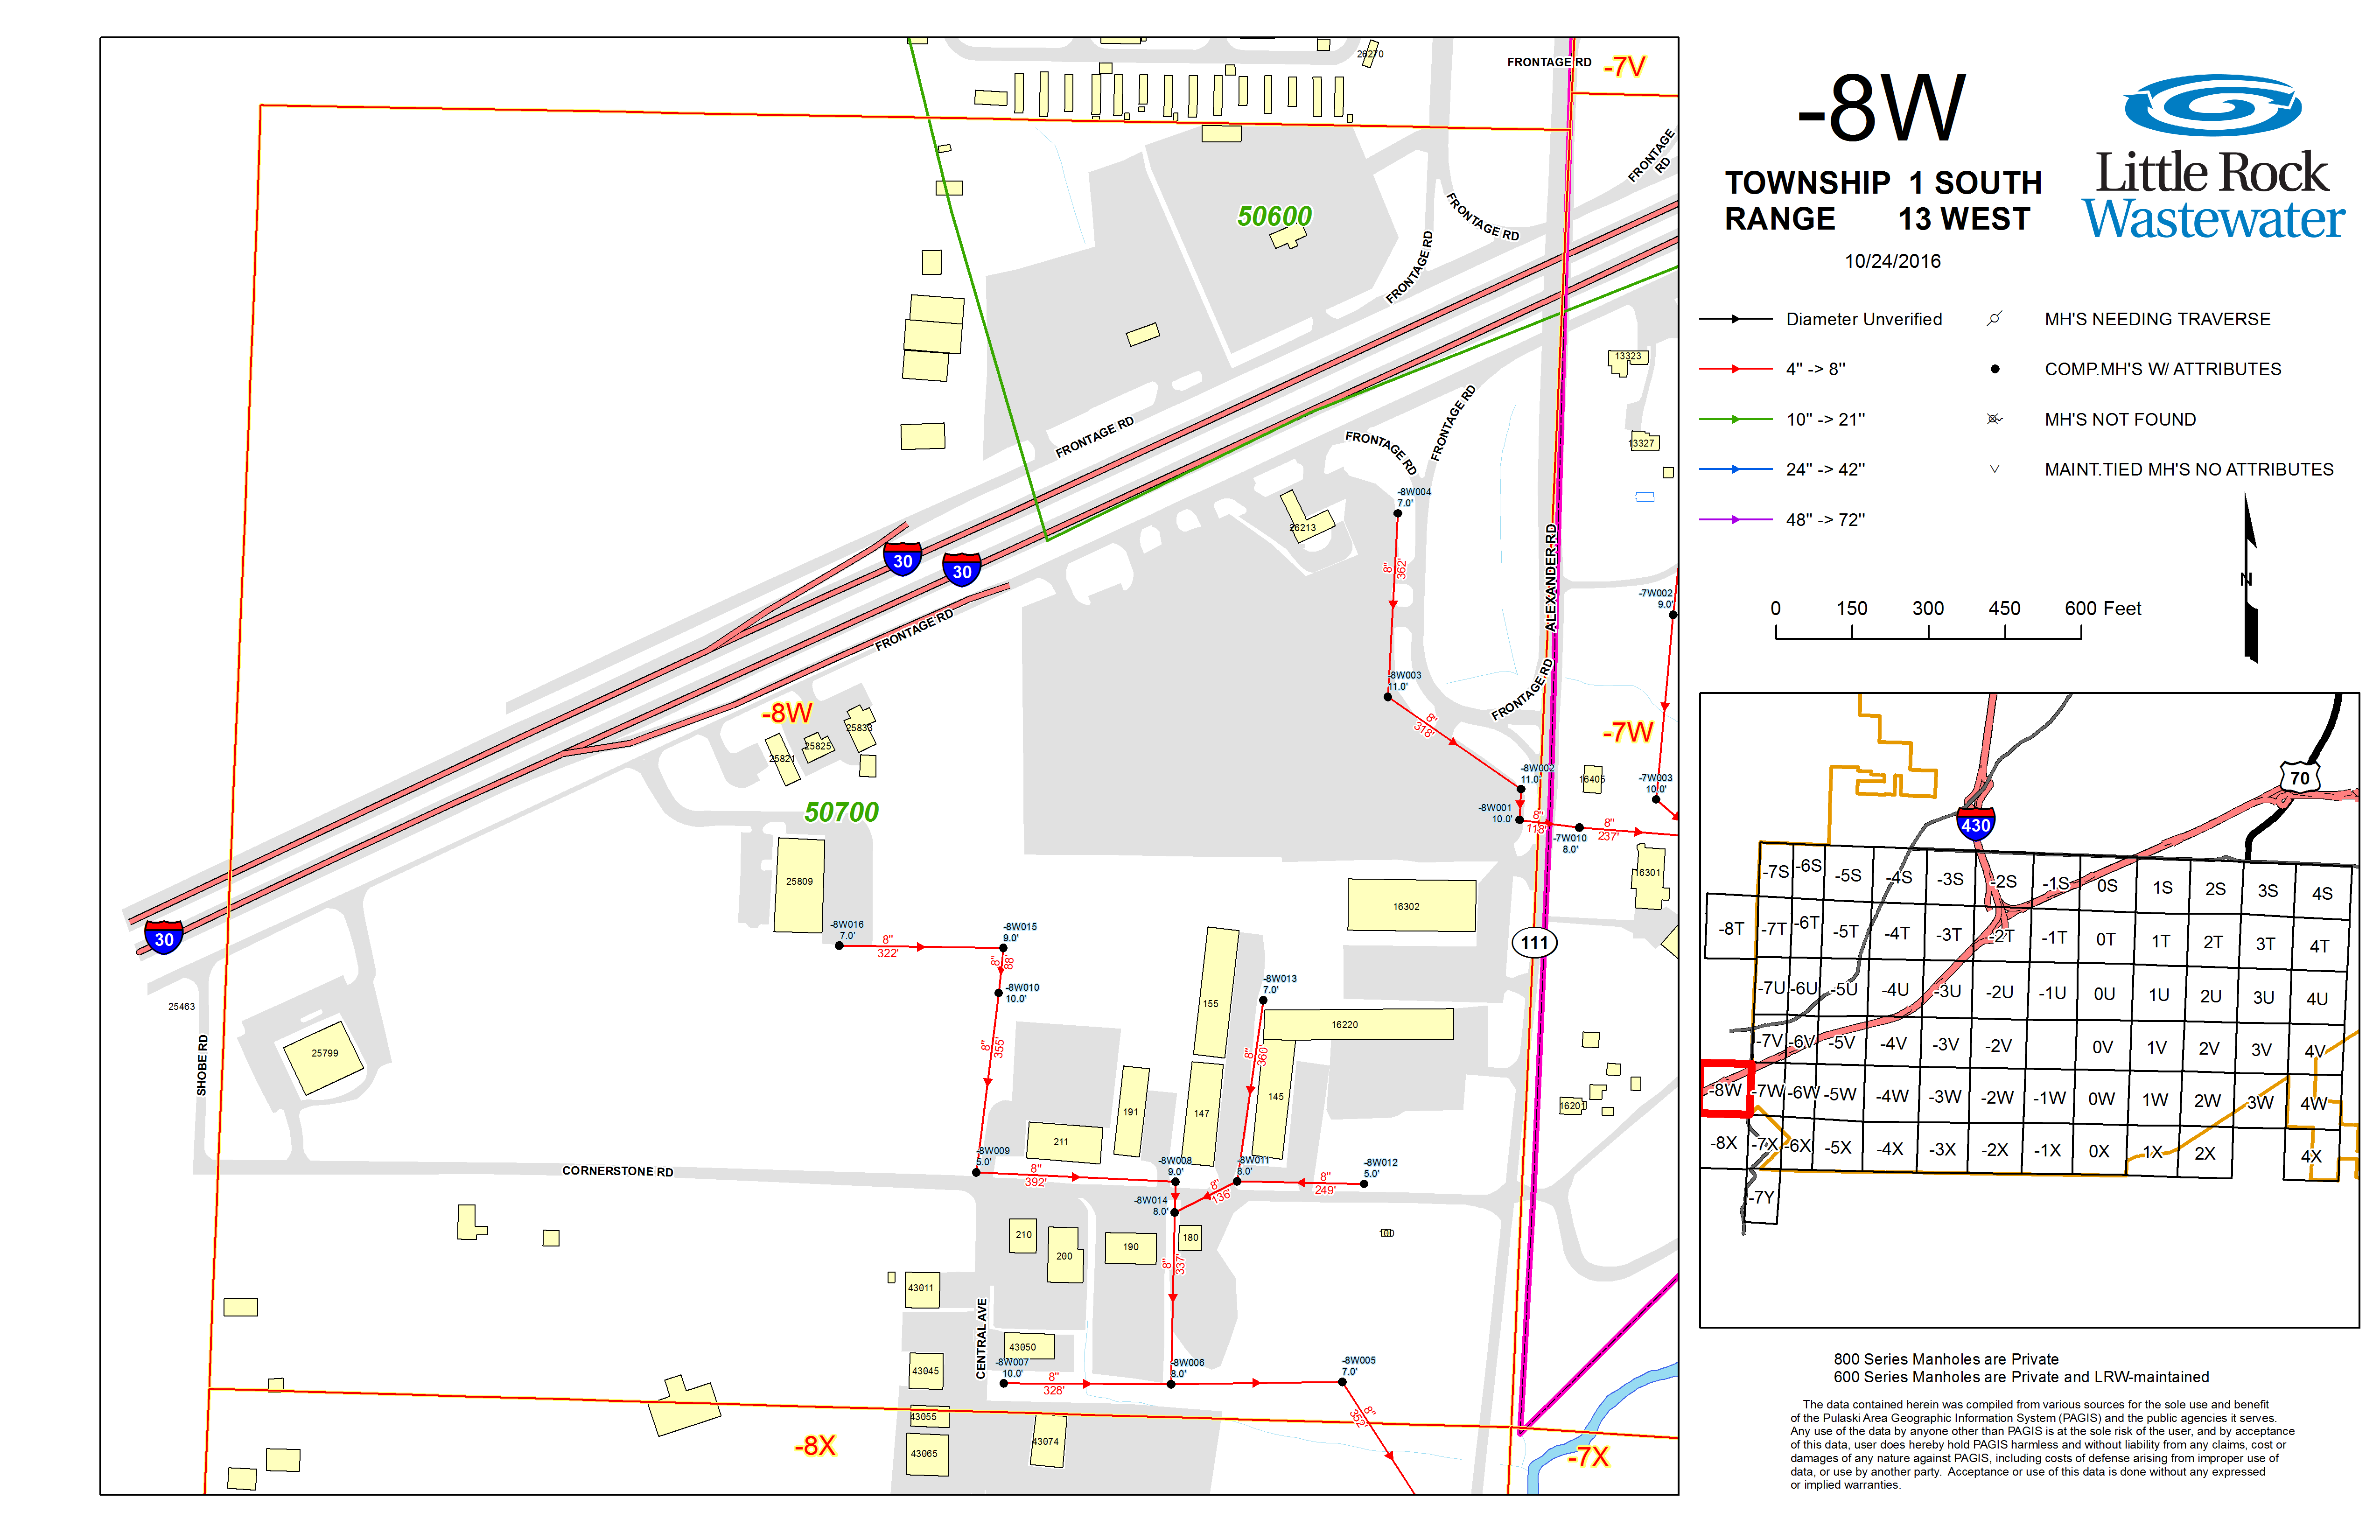 -8W
TOWNSHIP 1 SOUTH
RANGE 13 WEST
10/24/2016
Little Rock
Wastewater
Diameter Unverified
4" -> 8"
10" -> 21"
24" -> 42"
48" -> 72"
MH'S NEEDING TRAVERSE
COMP.MH'S W/ ATTRIBUTES
MH'S NOT FOUND
MAINT.TIED MH'S NO ATTRIBUTES
N
0 150 300 450 600 Feet
26270
FRONTAGE RD
-7V
FRONTAGE RD
50600
FRONTAGE RD
FRONTAGE RD
13323
FRONTAGE RD
FRONTAGE RD
FRONTAGE RD
13327
-8W004
7.0'
26213
8"
362'
ALEXANDER RD
30
30
-7W002
9.0'
FRONTAGE RD
-8W003
11.0'
FRONTAGE RD
-8W
25833
25825
25821
8"
318'
-7W
50700
-8W002
11.0'
16405
-7W003
10.0'
-8W001
10.0'
8"
118'
-7W010
8.0'
8"
237'
25809
16301
16302
-8W016
7.0'
8"
322'
-8W015
9.0'
8"
88'
30
111
-8W010
10.0'
-8W013
7.0'
155
16220
25463
25799
SHOBE RD
8"
355'
8"
360'
145
147
191
211
16201
-8W009
5.0'
CORNERSTONE RD
8"
392'
-8W008
9.0'
-8W011
8.0'
8"
249'
-8W012
5.0'
8"
136'
-8W014
8.0'
210
200
190
180
100
8"
337'
43011
CENTRAL AVE
43050
43045
-8W007
10.0'
8"
328'
-8W006
8.0'
-8W005
7.0'
8"
352'
43055
43065
43074
-8X
-7X
70
430
-7S -6S -5S -4S -3S -2S -1S 0S 1S 2S 3S 4S
-8T -7T -6T -5T -4T -3T -2T -1T 0T 1T 2T 3T 4T
-7U -6U -5U -4U -3U -2U -1U 0U 1U 2U 3U 4U
-7V -6V -5V -4V -3V -2V 0V 1V 2V 3V 4V
-8W -7W -6W -5W -4W -3W -2W -1W 0W 1W 2W 3W 4W
-8X -7X -6X -5X -4X -3X -2X -1X 0X 1X 2X 4X
-7Y
800 Series Manholes are Private
600 Series Manholes are Private and LRW-maintained
The data contained herein was compiled from various sources for the sole use and benefit
of the Pulaski Area Geographic Information System (PAGIS) and the public agencies it serves.
Any use of the data by anyone other than PAGIS is at the sole risk of the user, and by acceptance
of this data, user does hereby hold PAGIS harmless and without liability from any claims, cost or
damages of any nature against PAGIS, including costs of defense arising from improper use of
data, or use by another party. Acceptance or use of this data is done without any expressed
or implied warranties.